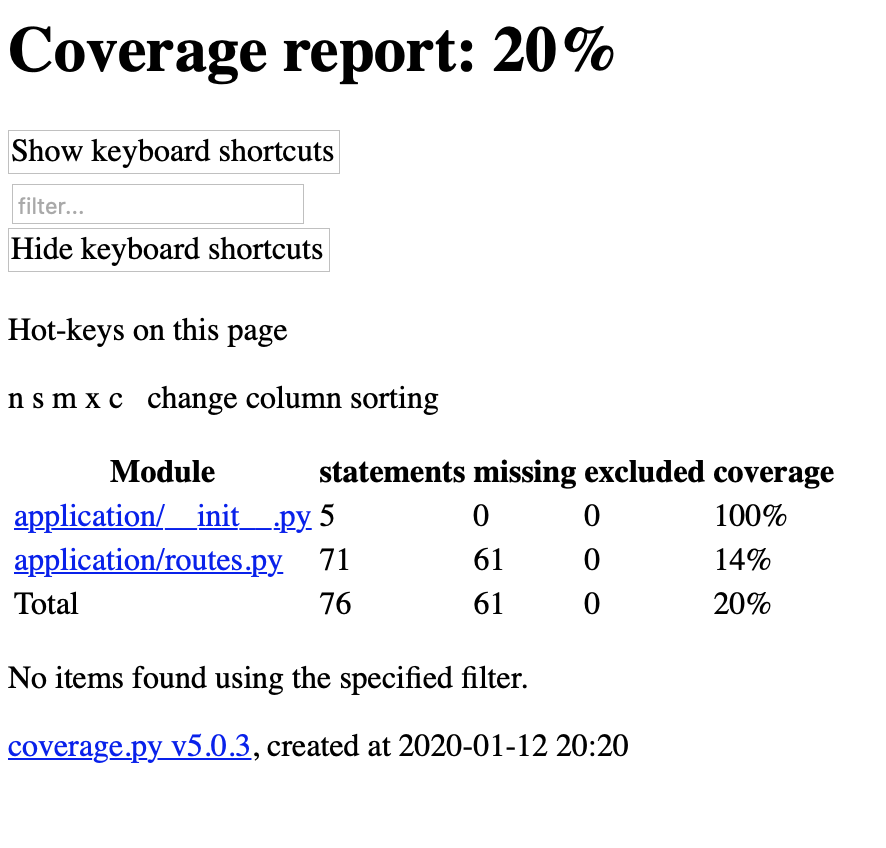 Coverage report: 20%
Show keyboard shortcuts
filter...
Hide keyboard shortcuts
Hot-keys on this page
n s m x c change column sorting
Module statements missing excluded coverage
application/__init__.py 5 0 0 100%
application/routes.py 71 61 0 14%
Total 76 61 0 20%
No items found using the specified filter.
coverage.py v5.0.3, created at 2020-01-12 20:20